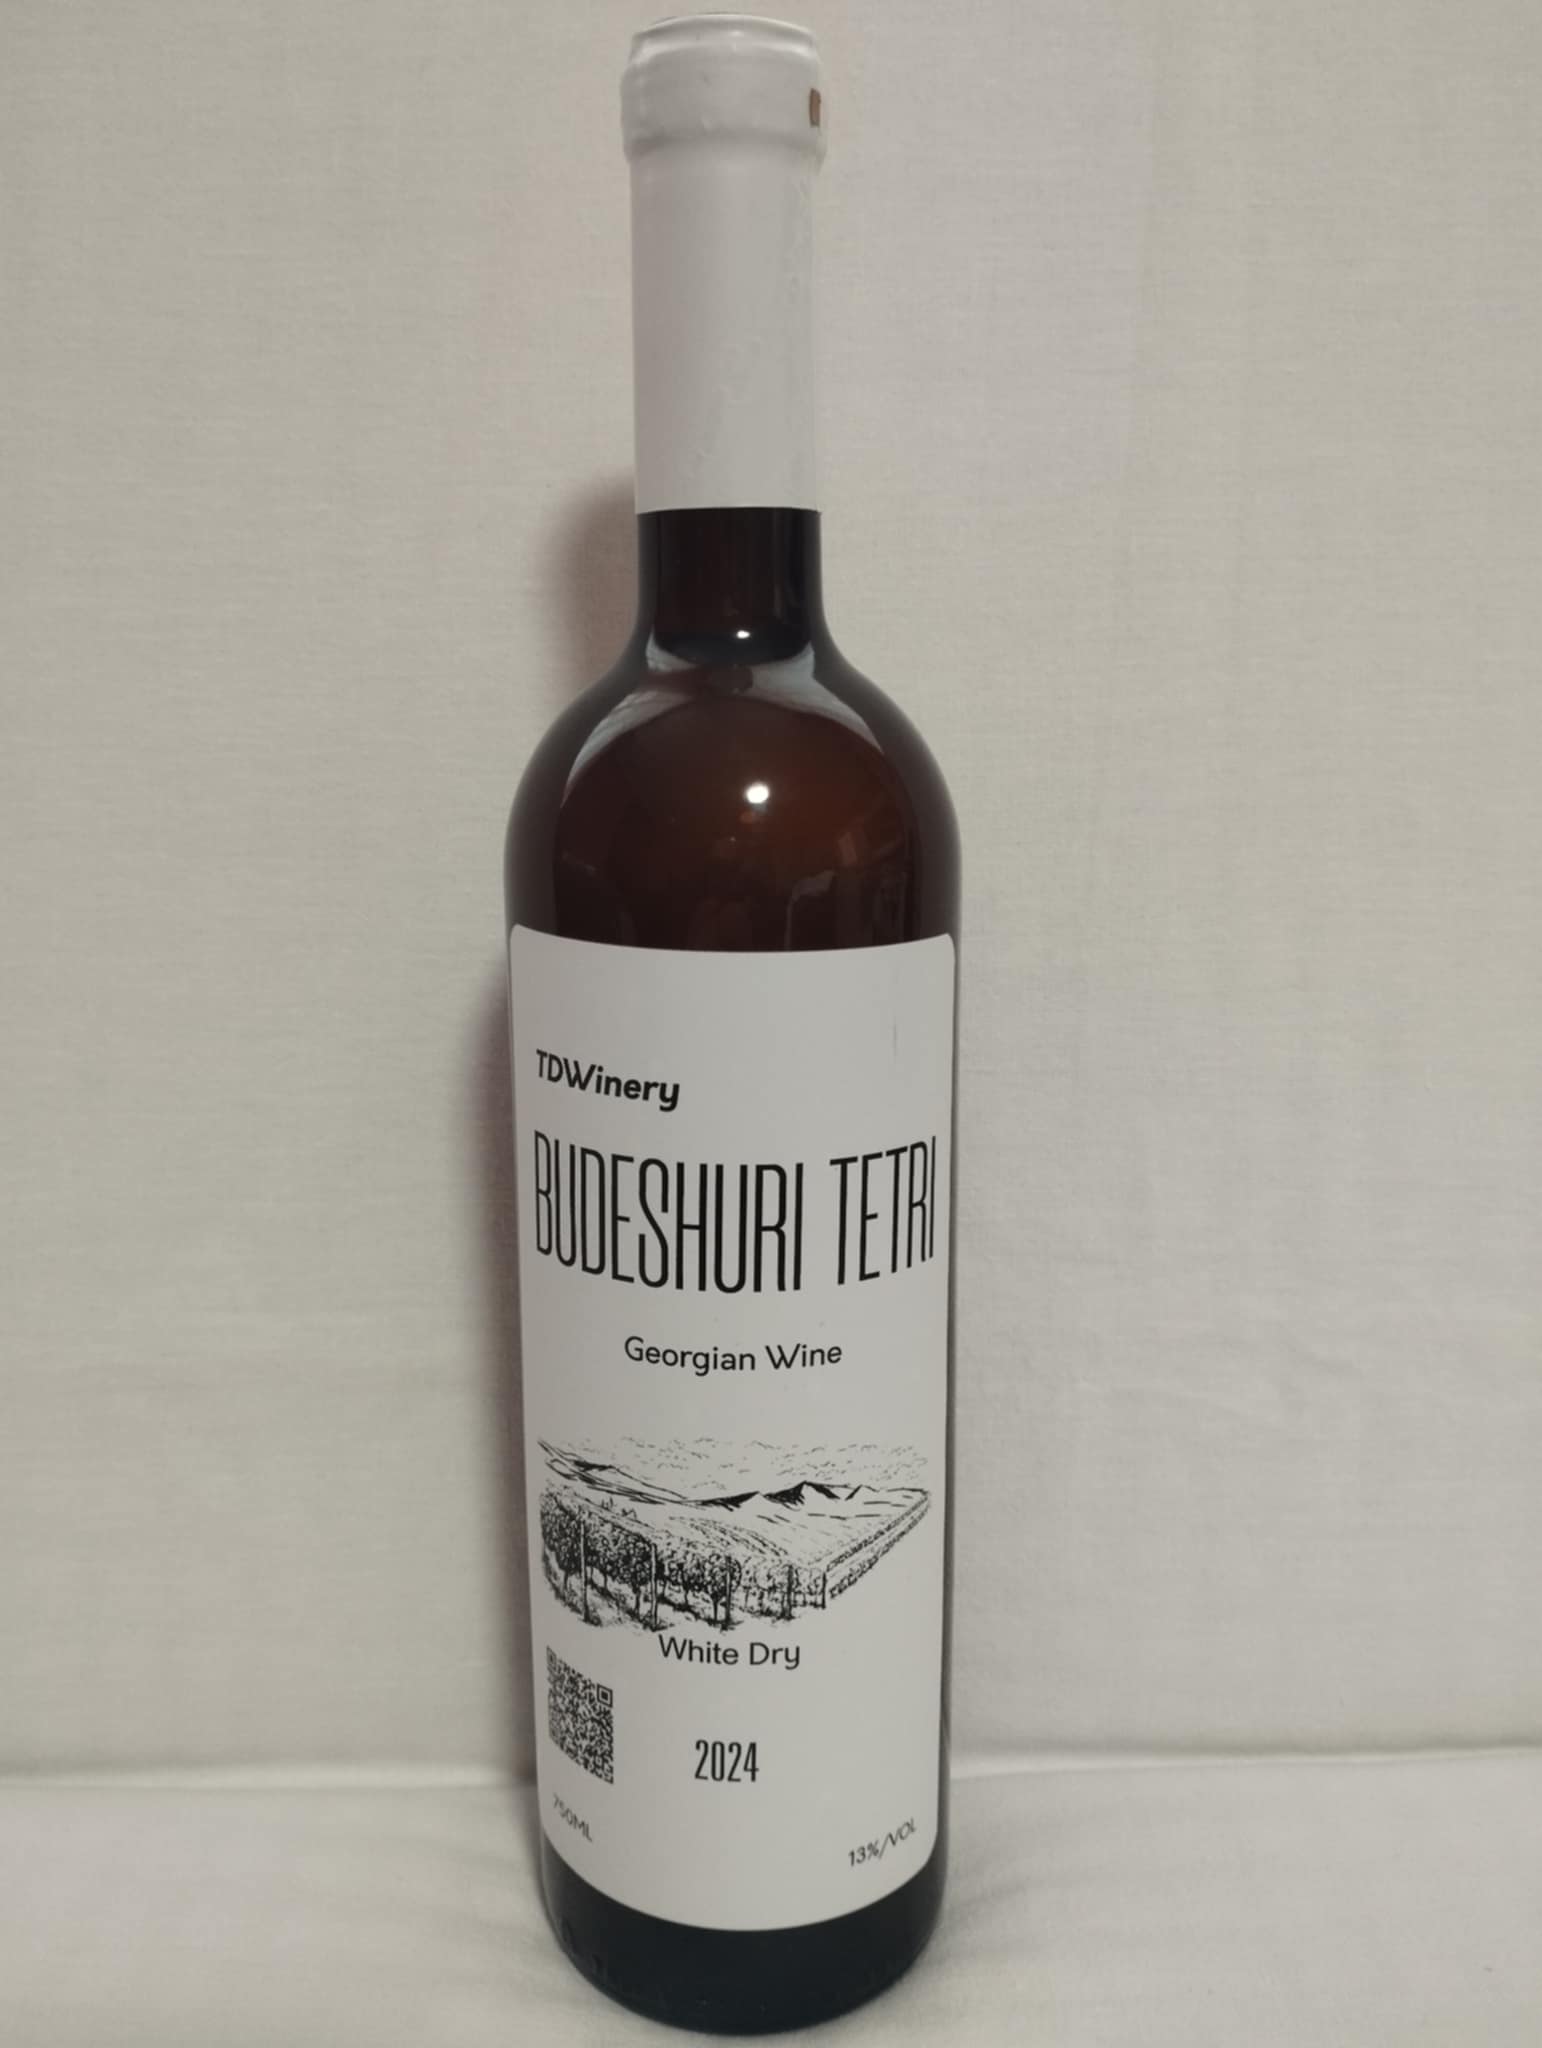 TDWinery
BUDESHURI TETRI
Georgian Wine
White Dry
2024
750ML
13%/VOL